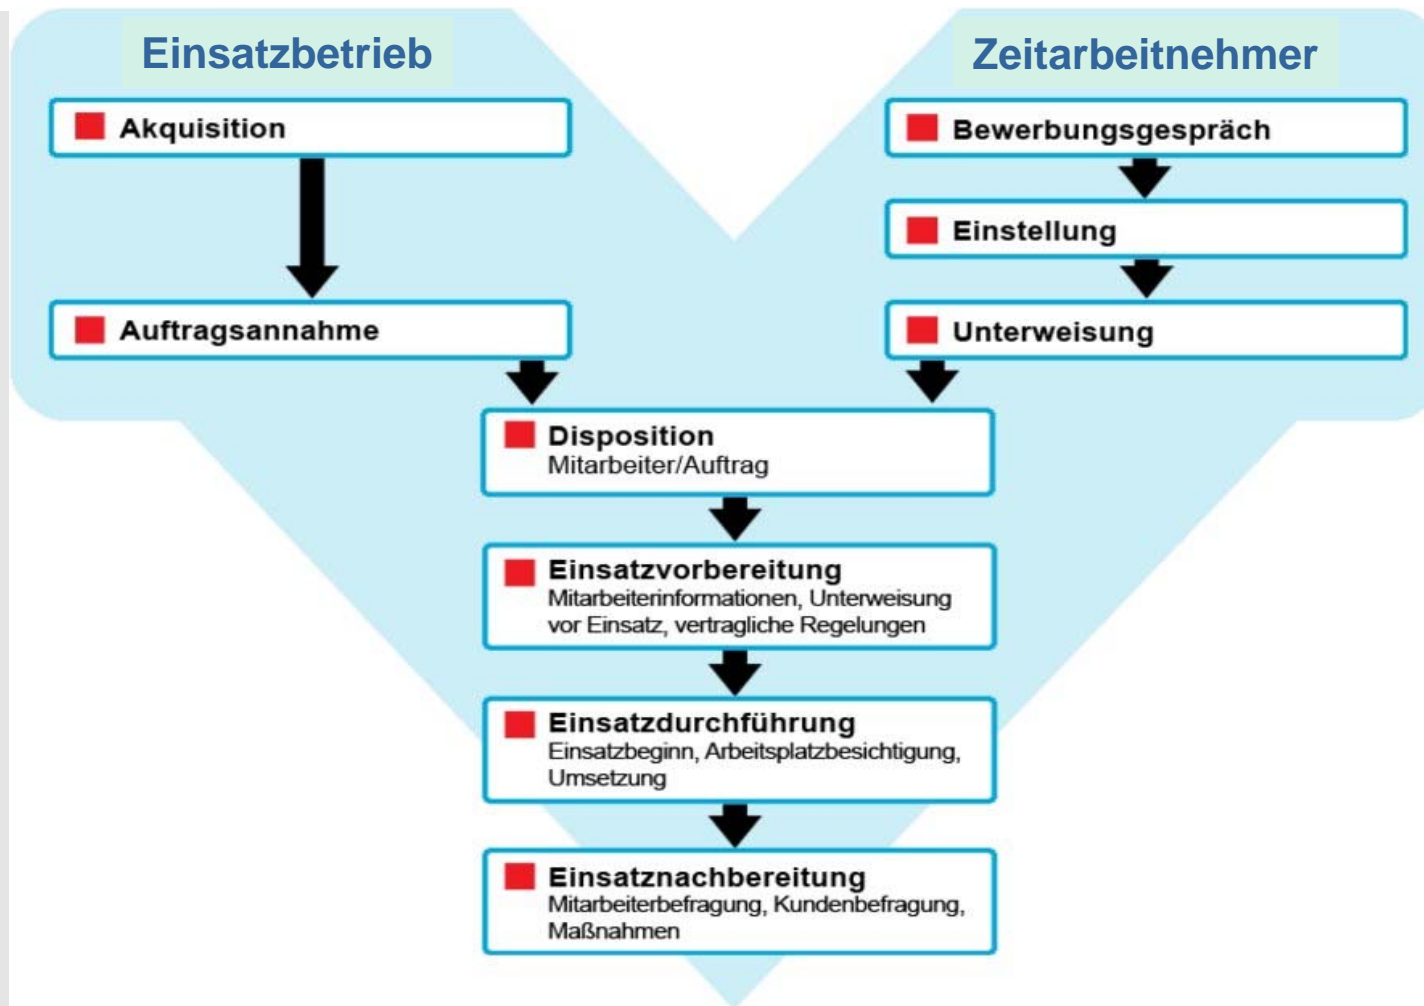 Einsatzbetrieb
Akquisition
Auftragsannahme
Zeitarbeitnehmer
Bewerbungsgespräch
Einstellung
Unterweisung
Disposition
Mitarbeiter/Auftrag
Einsatzvorbereitung
Mitarbeiterinformationen, Unterweisung
vor Einsatz, vertragliche Regelungen
Einsatzdurchführung
Einsatzbeginn, Arbeitsplatzbesichtigung,
Umsetzung
Einsatznachbereitung
Mitarbeiterbefragung, Kundenbefragung,
Maßnahmen